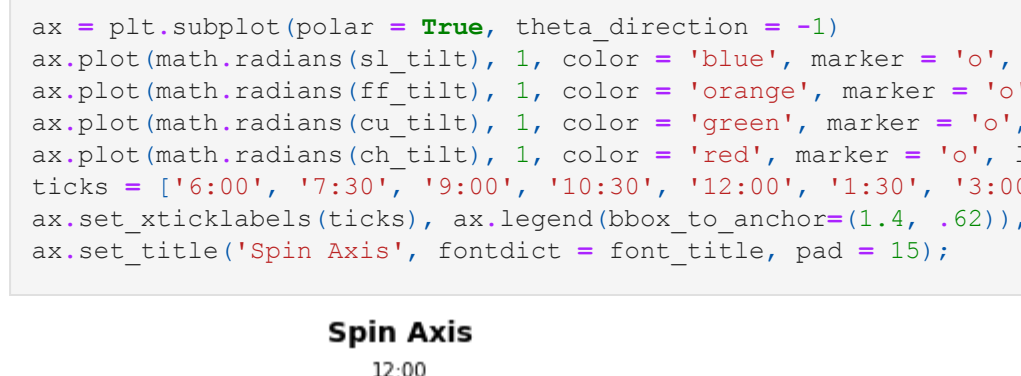 ax = plt.subplot(polar = True, theta_direction = -1)
ax.plot(math.radians(sl_tilt), 1, color = 'blue', marker = 'o',
ax.plot(math.radians(ff_tilt), 1, color = 'orange', marker = 'o'
ax.plot(math.radians(cu_tilt), 1, color = 'green', marker = 'o',
ax.plot(math.radians(ch_tilt), 1, color = 'red', marker = 'o', l
ticks = ['6:00', '7:30', '9:00', '10:30', '12:00', '1:30', '3:00
ax.set_xticklabels(ticks), ax.legend(bbox_to_anchor=(1.4, .62)),
ax.set_title('Spin Axis', fontdict = font_title, pad = 15);
Spin Axis
12:00